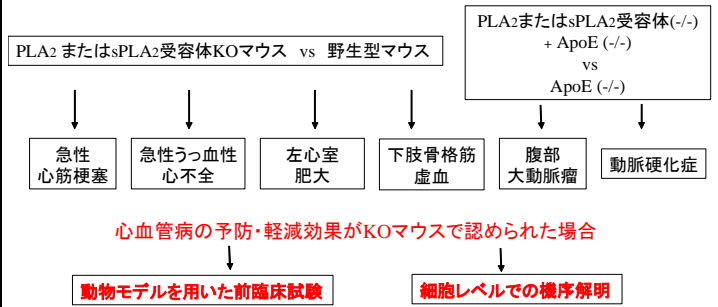 PLA2 またはsPLA2受容体KOマウス vs 野生型マウス
PLA2またはsPLA2受容体(-/-)
+ ApoE (-/-)
vs
ApoE (-/-)
急性
心筋梗塞
急性うっ血性
心不全
左心室
肥大
下肢骨格筋
虚血
腹部
大動脈瘤
動脈硬化症
心血管病の予防・軽減効果がKOマウスで認められた場合
動物モデルを用いた前臨床試験
細胞レベルでの機序解明